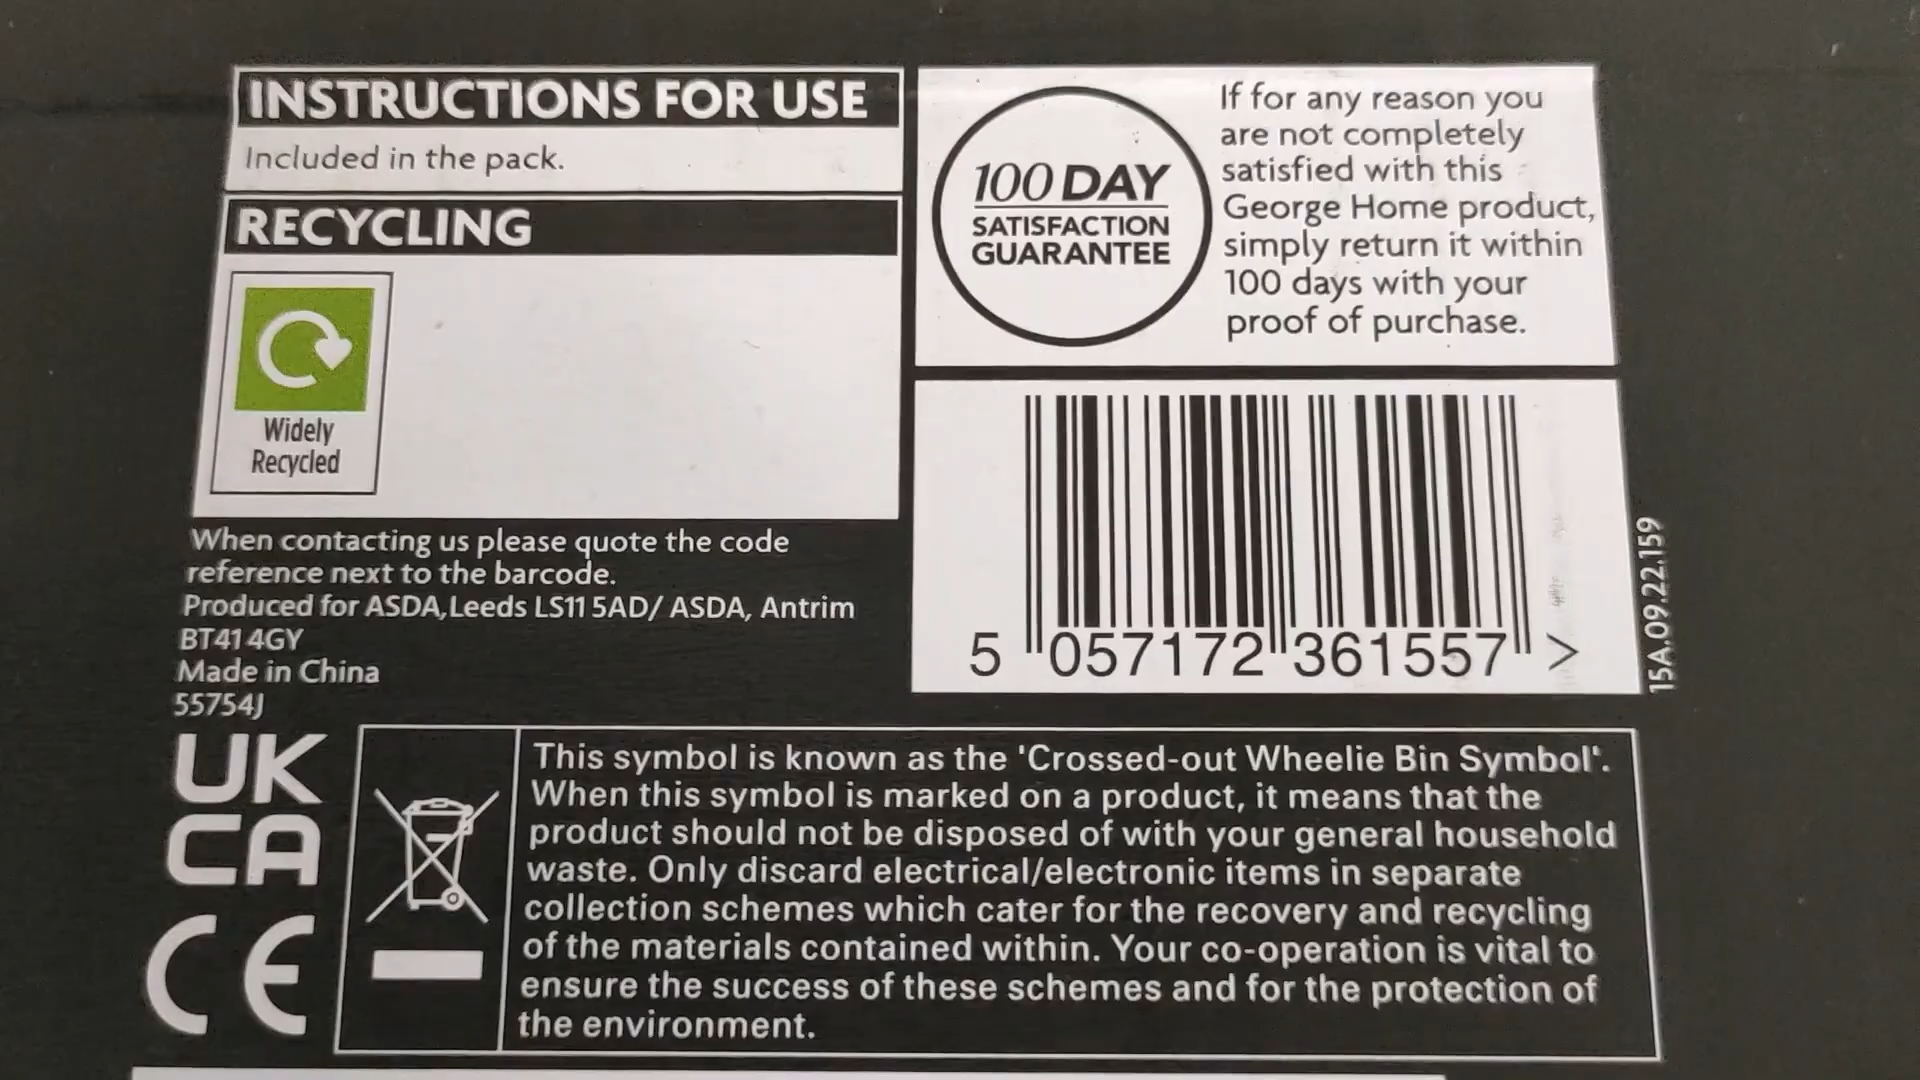 INSTRUCTIONS FOR USE
Included in the pack.
RECYCLING
Widely
Recycled
When contacting us please quote the code
reference next to the barcode.
Produced for ASDA, Leeds LS11 5AD/ ASDA, Antrim
BT41 4GY
Made in China
55754J
100 DAY
SATISFACTION
GUARANTEE
If for any reason you
are not completely
satisfied with this
George Home product,
simply return it within
100 days with your
proof of purchase.
5 057172 361557 >
15A.09.22.159
UK
CA
CE
This symbol is known as the 'Crossed-out Wheelie Bin Symbol'.
When this symbol is marked on a product, it means that the
product should not be disposed of with your general household
waste. Only discard electrical/electronic items in separate
collection schemes which cater for the recovery and recycling
of the materials contained within. Your co-operation is vital to
ensure the success of these schemes and for the protection of
the environment.